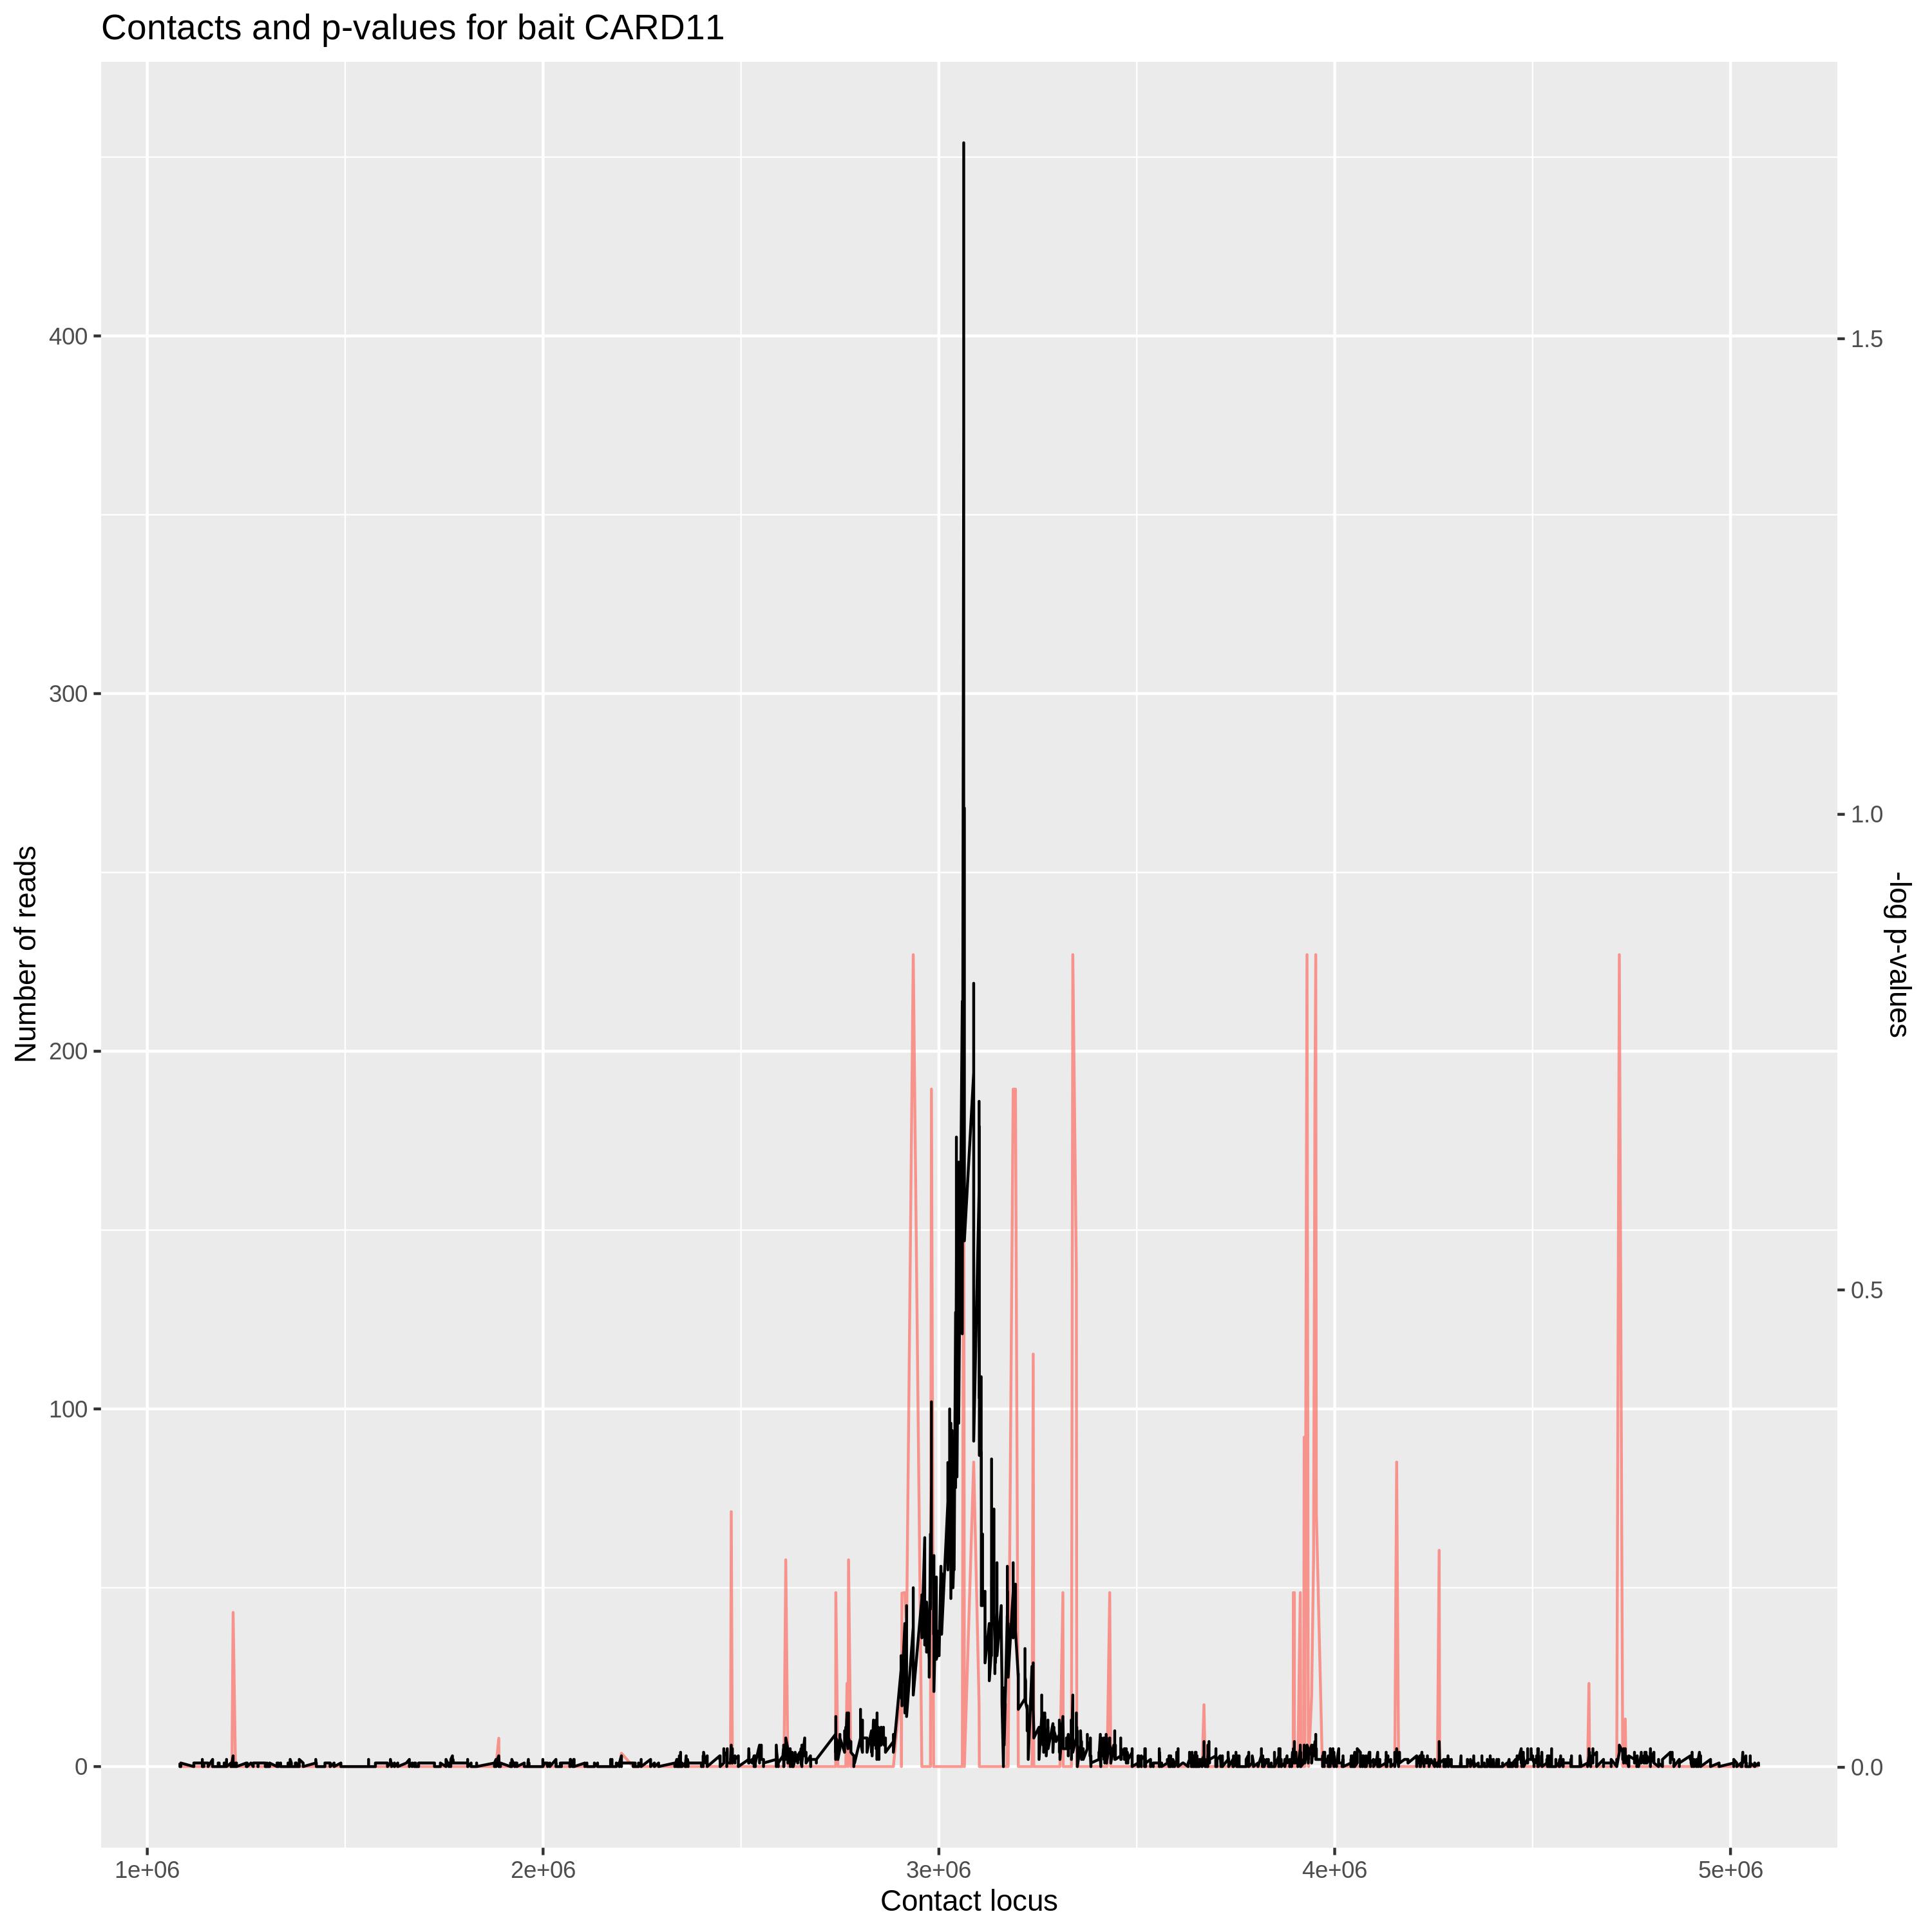 Contacts and p-values for bait CARD11
Number of reads
400
300
200
100
0
-log p-values
1.5
1.0
0.5
0.0
1e+06 2e+06 3e+06 4e+06 5e+06
Contact locus